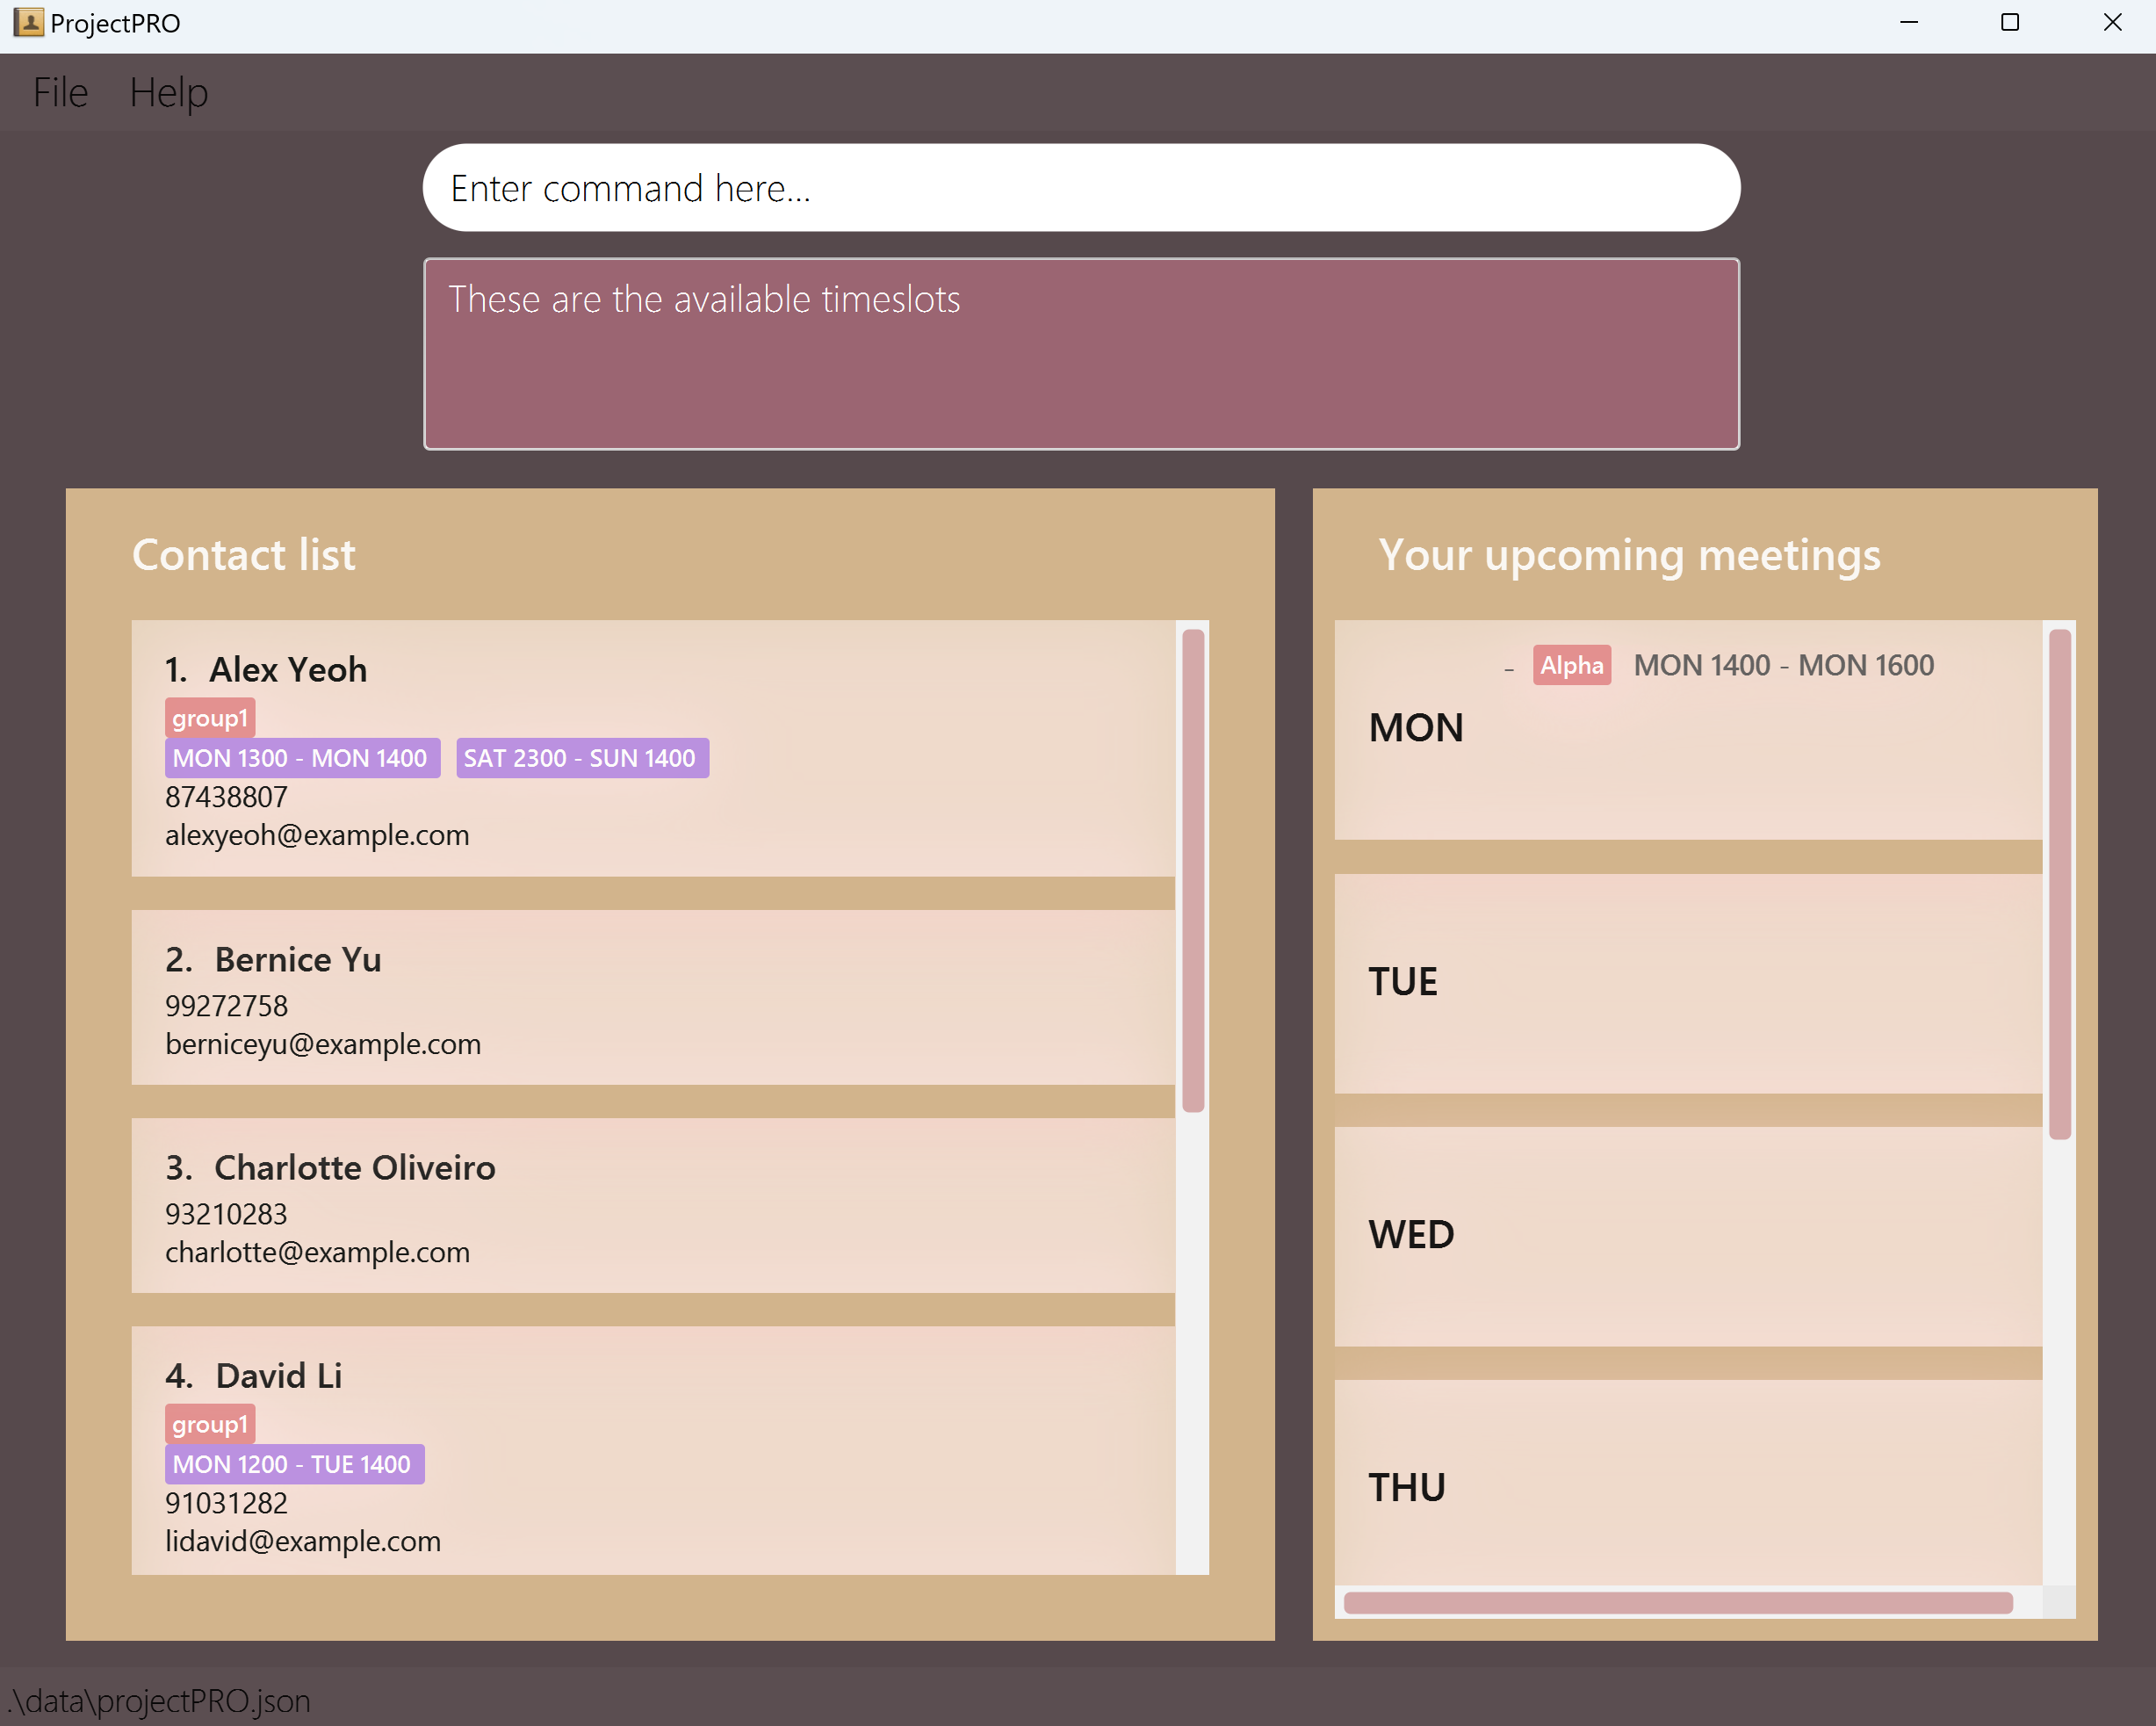 ProjectPRO
File Help
Enter command here...
These are the available timeslots
Contact list
1. Alex Yeoh
group1
MON 1300 - MON 1400 SAT 2300 - SUN 1400
87438807
alexyeoh@example.com
2. Bernice Yu
99272758
berniceyu@example.com
3. Charlotte Oliveiro
93210283
charlotte@example.com
4. David Li
group1
MON 1200 - TUE 1400
91031282
lidavid@example.com
Your upcoming meetings
- Alpha MON 1400 - MON 1600
MON
TUE
WED
THU
.\data\projectPRO.json